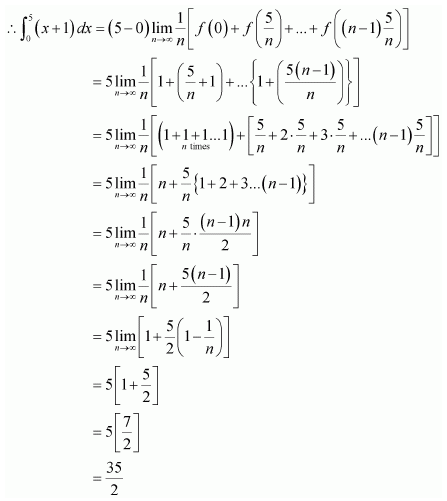 ∴ ∫₀⁵ (x+1) dx = (5−0) lim_{n→∞} 1/n [ f(0) + f(5/n) + ... + f((n−1) 5/n) ]
= 5 lim_{n→∞} 1/n [ 1 + (5/n + 1) + ... { 1 + (5(n−1)/n) } ]
= 5 lim_{n→∞} 1/n [ (1+1+1...1)_{n times} + [ 5/n + 2·5/n + 3·5/n + ...(n−1) 5/n ] ]
= 5 lim_{n→∞} 1/n [ n + 5/n {1+2+3...(n−1)} ]
= 5 lim_{n→∞} 1/n [ n + 5/n · (n−1)n/2 ]
= 5 lim_{n→∞} 1/n [ n + 5(n−1)/2 ]
= 5 lim_{n→∞} [ 1 + 5/2 (1 − 1/n) ]
= 5 [ 1 + 5/2 ]
= 5 [ 7/2 ]
= 35/2